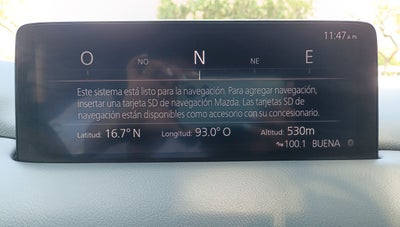 11:47 a.m.
O NO N NE E
Este sistema está listo para la navegación. Para agregar navegación,
insertar una tarjeta SD de navegación Mazda. Las tarjetas SD de
navegación están disponibles como accesorio con su concesionario.
Latitud: 16.7° N Longitud: 93.0° O Altitud: 530m
100.1 BUENA